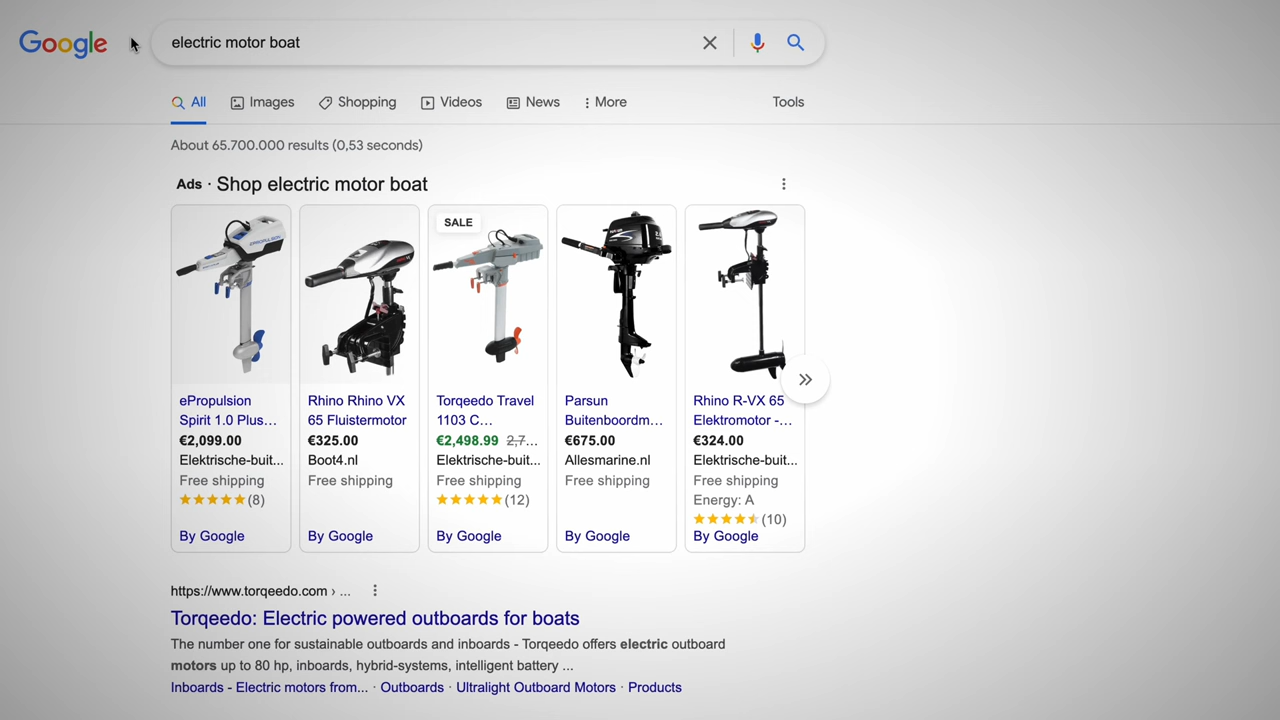 Google
electric motor boat
All Images Shopping Videos News More Tools
About 65.700.000 results (0,53 seconds)
Ads · Shop electric motor boat
EPROPULSION
ePropulsion
Spirit 1.0 Plus...
€2,099.00
Elektrische-buit...
Free shipping
(8)
By Google
Rhino Rhino VX
65 Fluistermotor
€325.00
Boot4.nl
Free shipping
By Google
SALE
Torqeedo Travel
1103 C...
€2,498.99 2,7...
Elektrische-buit...
Free shipping
(12)
By Google
Parsun
Buitenboordm...
€675.00
Allesmarine.nl
Free shipping
By Google
Rhino R-VX 65
Elektromotor -...
€324.00
Elektrische-buit...
Free shipping
Energy: A
(10)
By Google
https://www.torqeedo.com › ...
Torqeedo: Electric powered outboards for boats
The number one for sustainable outboards and inboards - Torqeedo offers electric outboard
motors up to 80 hp, inboards, hybrid-systems, intelligent battery ...
Inboards - Electric motors from... · Outboards · Ultralight Outboard Motors · Products